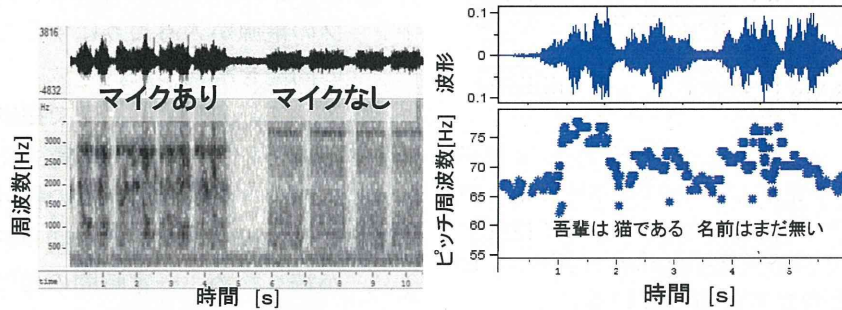 3816
-4832
マイクあり マイクなし
Hz
3000
2500
2000
1500
1000
500
周波数[Hz]
time 1 2 3 4 5 6 7 8 9 10
時間 [s]
0.1
0
0.1
波形
75
70
65
60
55
ピッチ周波数[Hz]
吾輩は 猫である 名前はまだ無い
1 2 3 4 5
時間 [s]